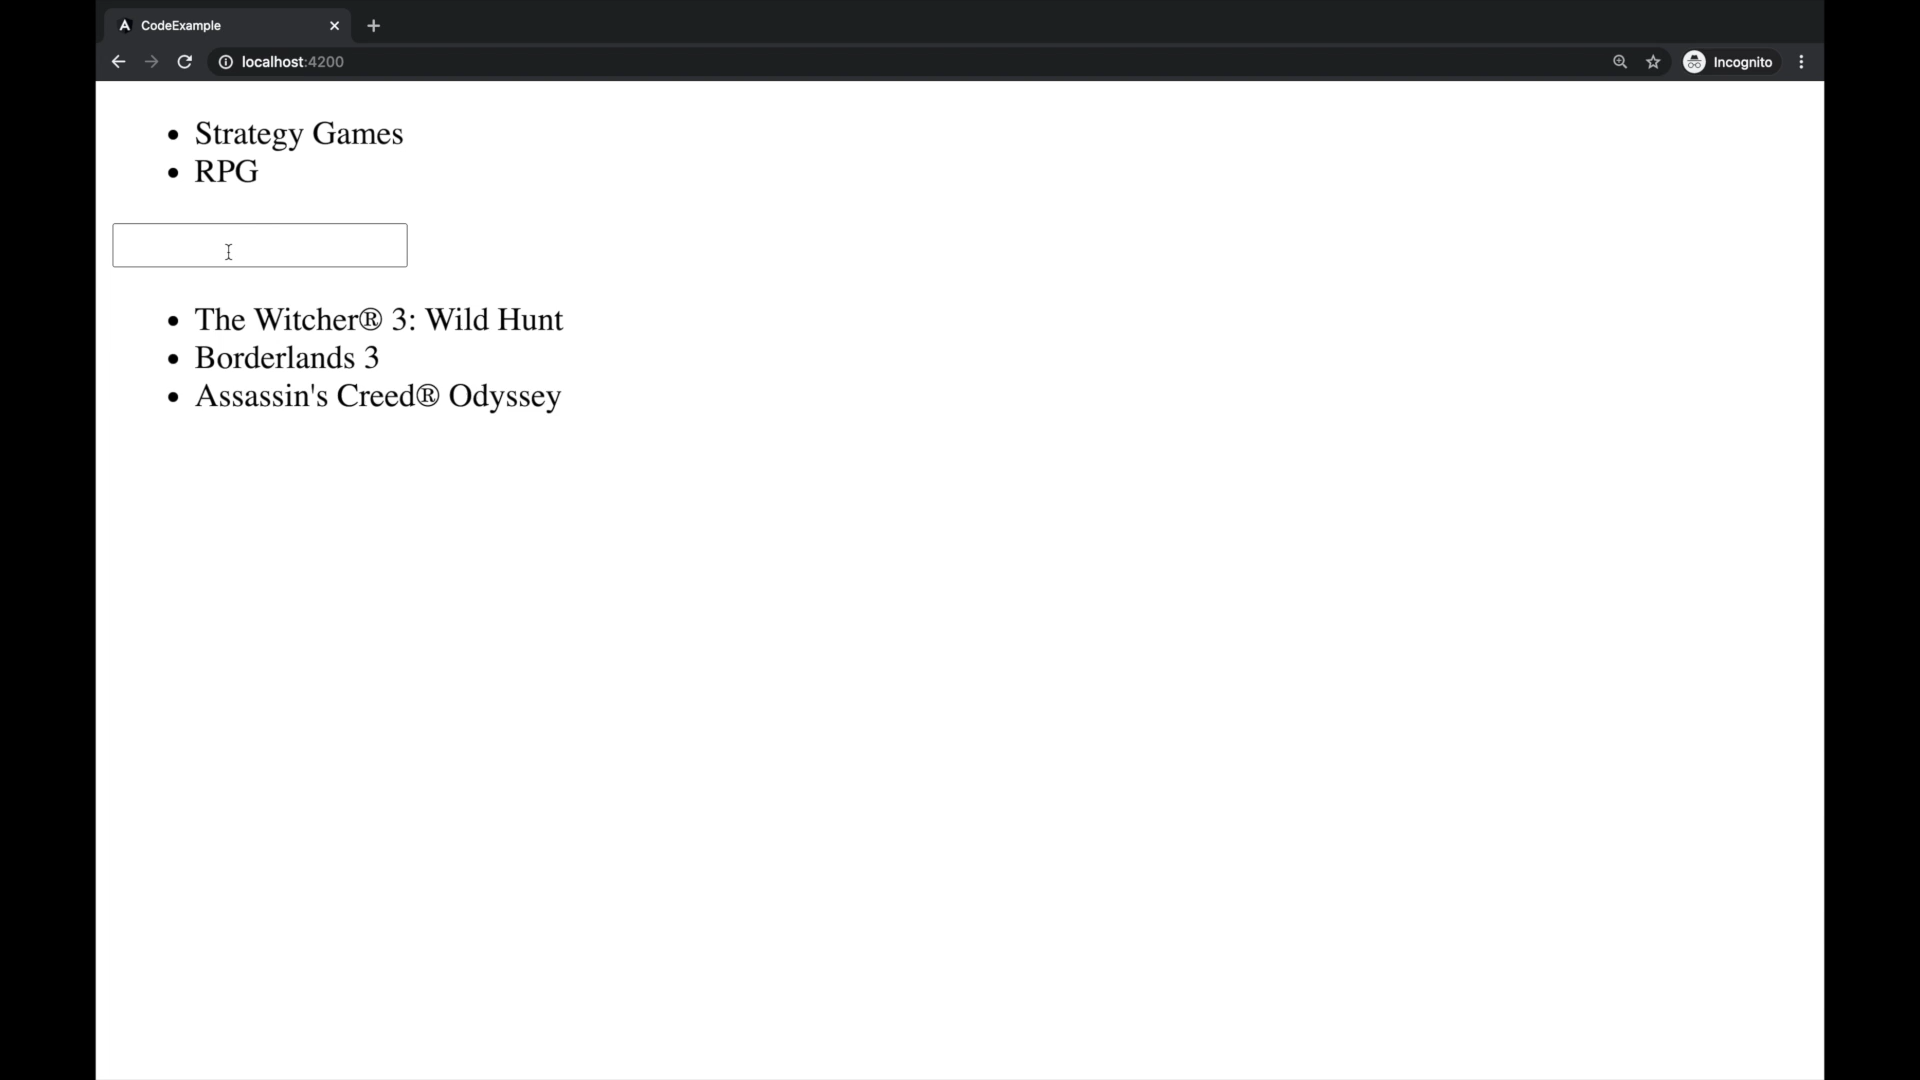 CodeExample
localhost:4200
Incognito
Strategy Games
RPG
The Witcher® 3: Wild Hunt
Borderlands 3
Assassin's Creed® Odyssey